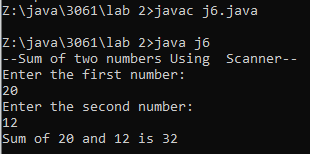 Z:\java\3061\lab 2>javac j6.java
Z:\java\3061\lab 2>java j6
--Sum of two numbers Using  Scanner--
Enter the first number:
20
Enter the second number:
12
Sum of 20 and 12 is 32